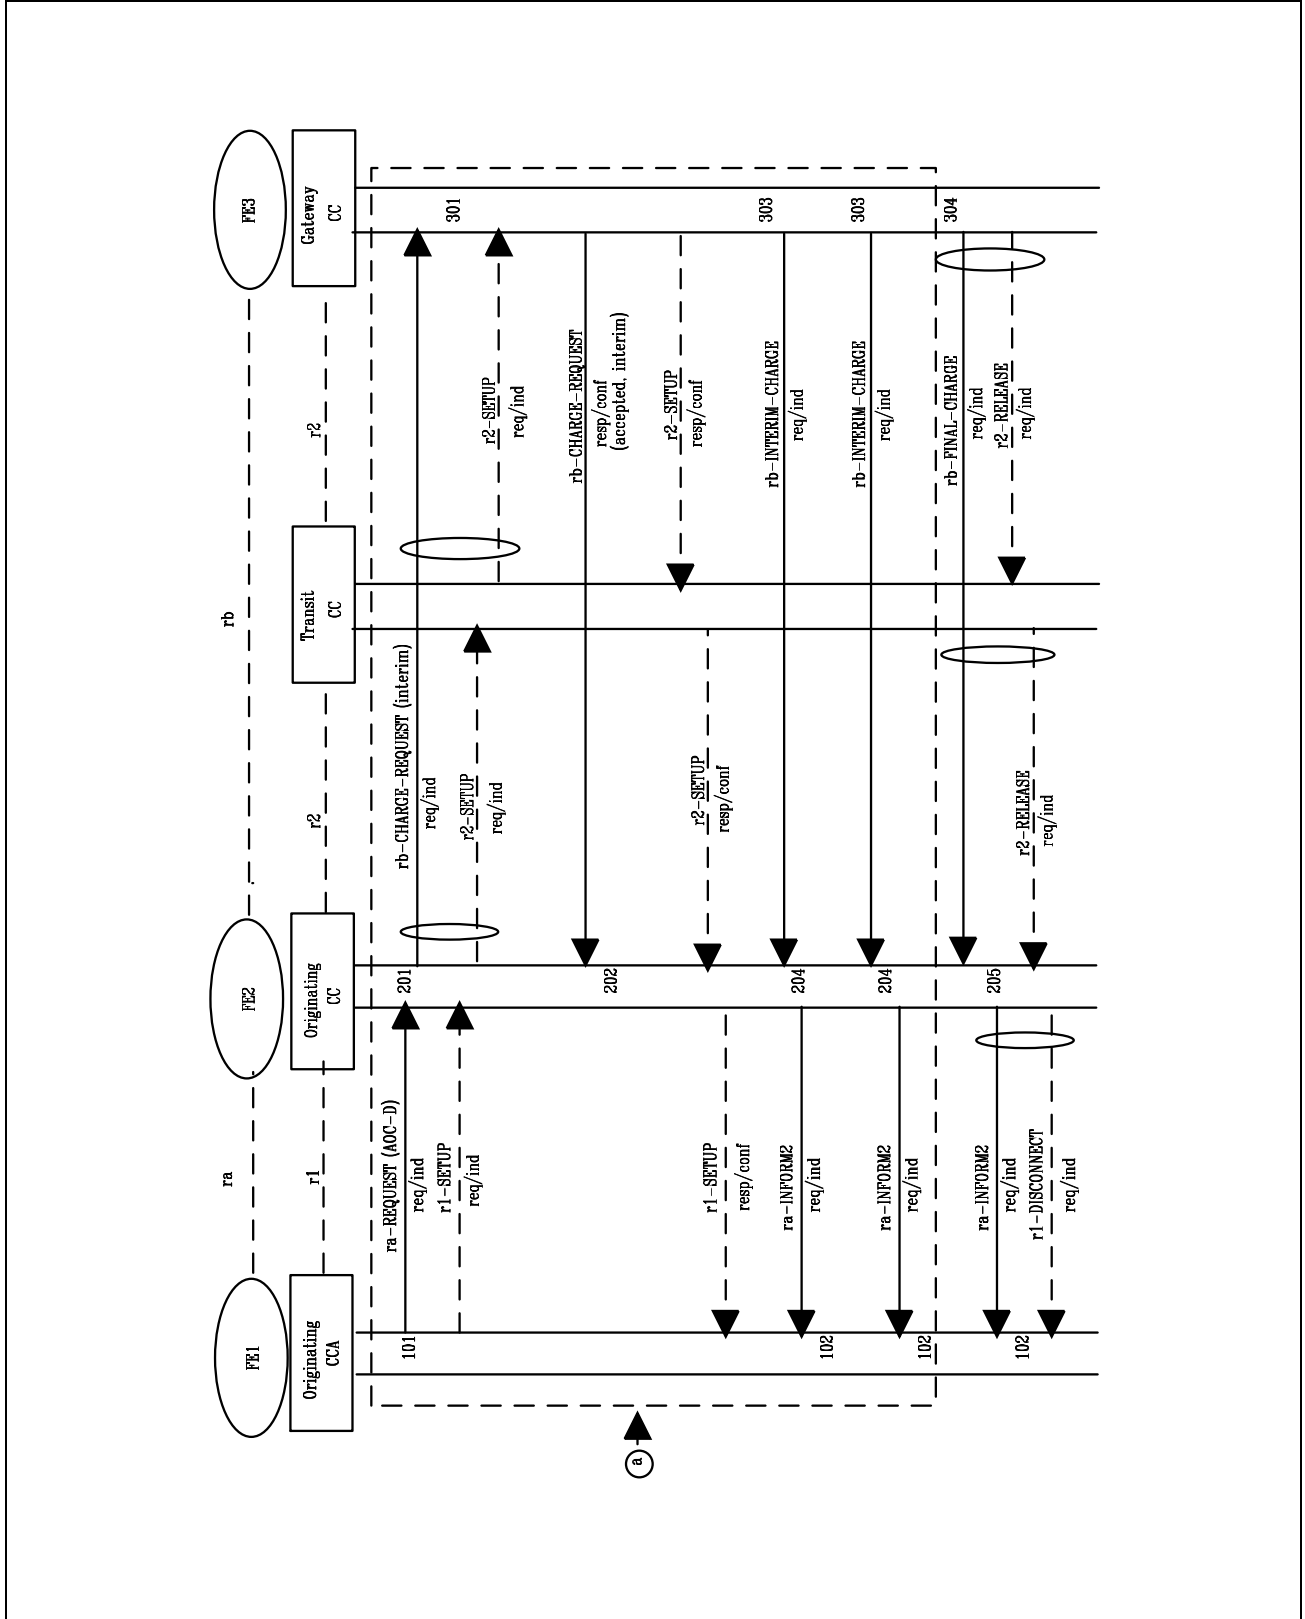 FE1
FE2
FE3
ra
rb
Originating
CCA
r1
Originating
CC
r2
Transit
CC
r2
Gateway
CC
ra-REQUEST (AOC-D)
req/ind
101
201
rb-CHARGE-REQUEST (interim)
req/ind
301
r1-SETUP
req/ind
r2-SETUP
req/ind
r2-SETUP
req/ind
rb-CHARGE-REQUEST
resp/conf
(accepted, interim)
202
r2-SETUP
resp/conf
r2-SETUP
resp/conf
r1-SETUP
resp/conf
a
rb-INTERIM-CHARGE
req/ind
303
204
ra-INFORM2
req/ind
102
rb-INTERIM-CHARGE
req/ind
303
204
ra-INFORM2
req/ind
102
rb-FINAL-CHARGE
req/ind
304
r2-RELEASE
req/ind
r2-RELEASE
req/ind
205
ra-INFORM2
req/ind
102
r1-DISCONNECT
req/ind